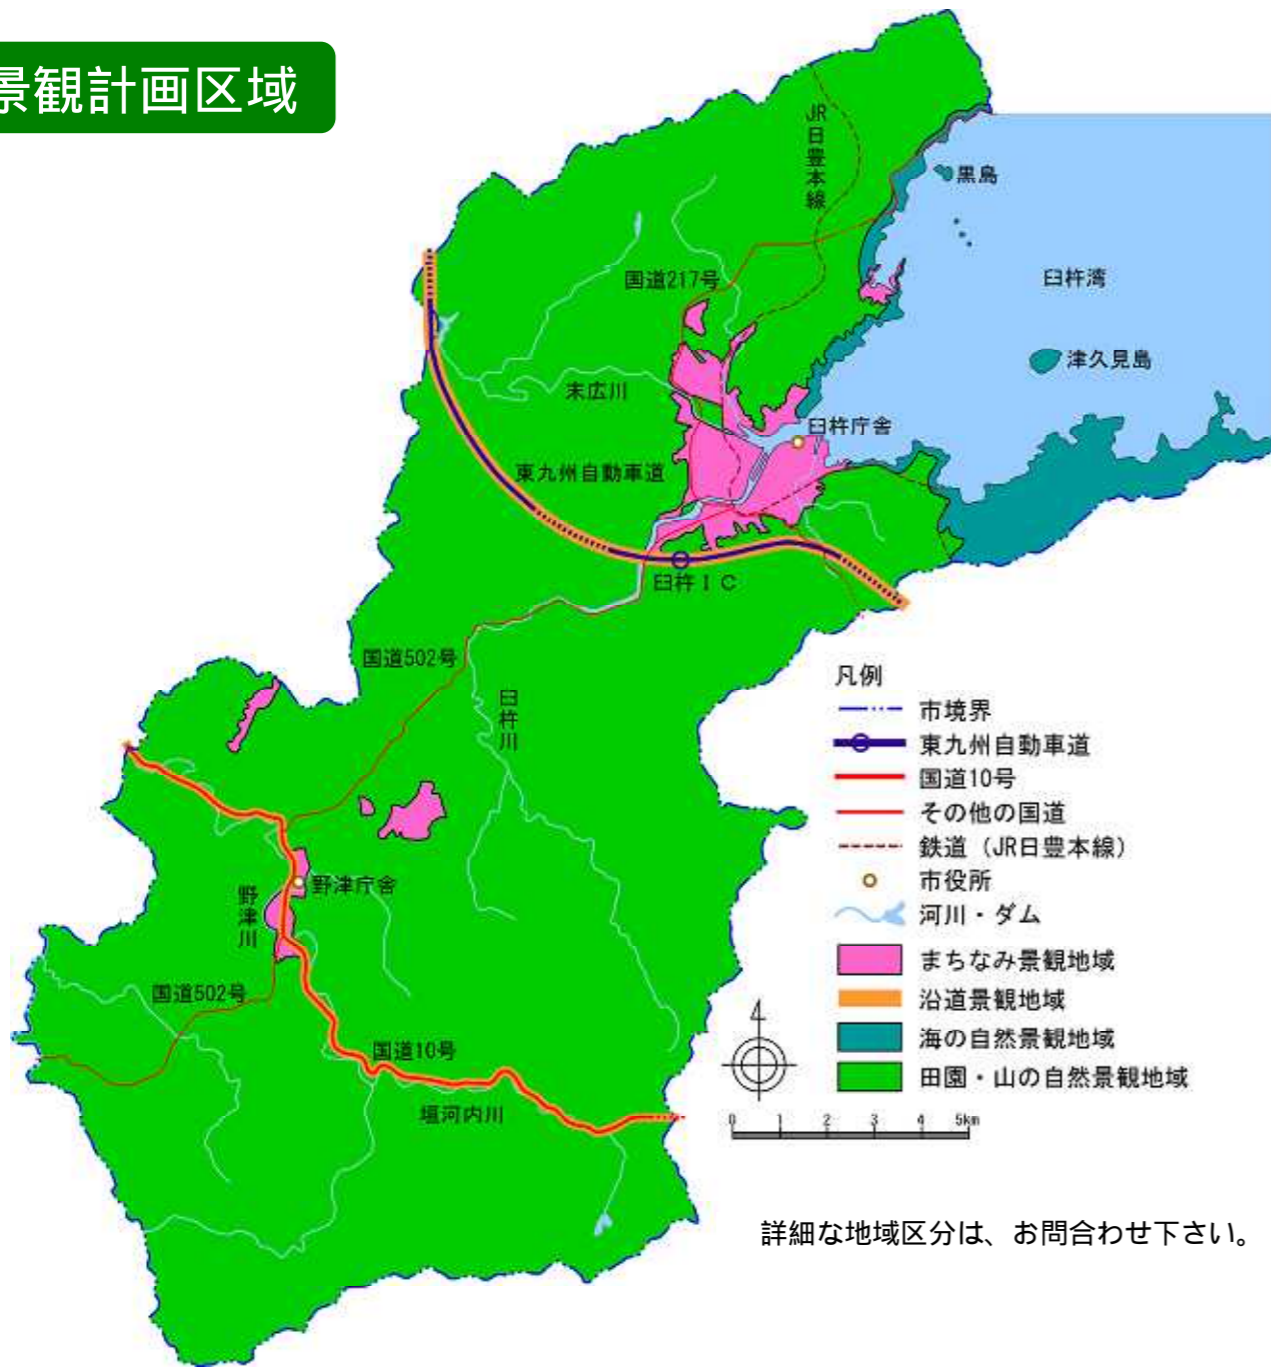 景観計画区域
JR日豊本線
黒島
臼杵湾
国道217号
津久見島
末広川
臼杵庁舎
東九州自動車道
臼杵IC
国道502号
臼杵川
野津庁舎
野津川
国道502号
国道10号
垣河内川
凡例
市境界
東九州自動車道
国道10号
その他の国道
鉄道（JR日豊本線）
市役所
河川・ダム
まちなみ景観地域
沿道景観地域
海の自然景観地域
田園・山の自然景観地域
0 1 2 3 4 5km
詳細な地域区分は、お問合わせ下さい。